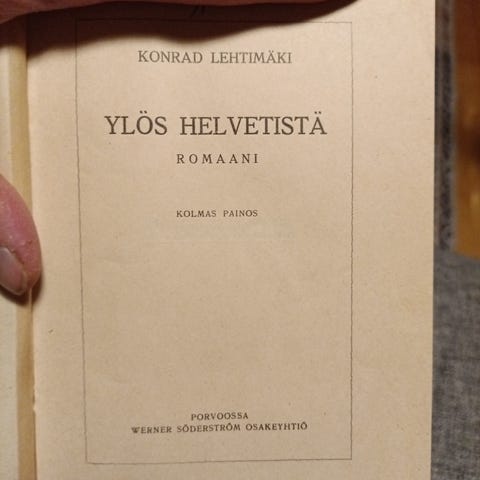 KONRAD LEHTIMÄKI
YLÖS HELVETISTÄ
ROMAANI
KOLMAS PAINOS
PORVOOSSA
WERNER SÖDERSTRÖM OSAKEYHTIÖ